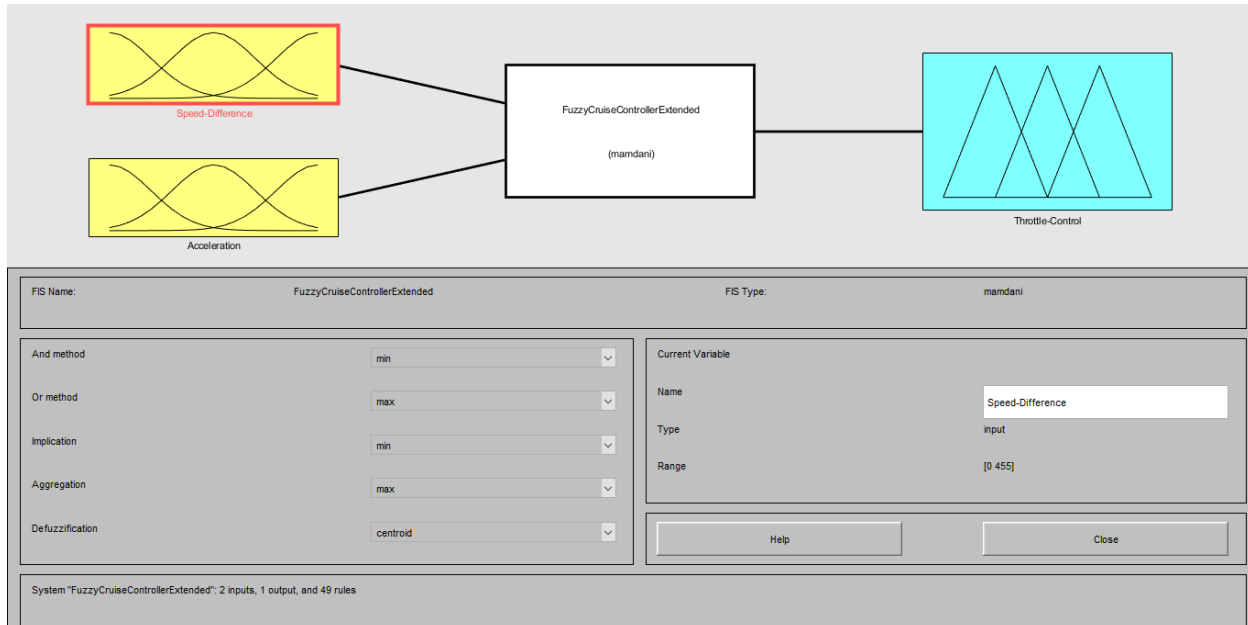 Speed-Difference
FuzzyCruiseControllerExtended
(mamdani)
Acceleration
Throttle-Control
FIS Name: FuzzyCruiseControllerExtended FIS Type: mamdani
And method min
Or method max
Implication min
Aggregation max
Defuzzification centroid
Current Variable
Name Speed-Difference
Type input
Range [0 455]
Help Close
System "FuzzyCruiseControllerExtended": 2 inputs, 1 output, and 49 rules